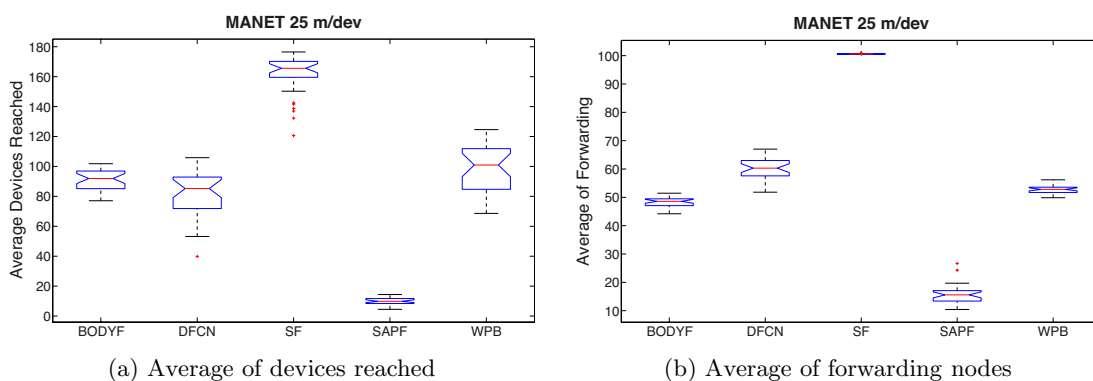 MANET 25 m/dev
Average Devices Reached
180
160
140
120
100
80
60
40
20
0
BODYF DFCN SF SAPF WPB
(a) Average of devices reached
MANET 25 m/dev
Average of Forwarding
100
90
80
70
60
50
40
30
20
10
BODYF DFCN SF SAPF WPB
(b) Average of forwarding nodes